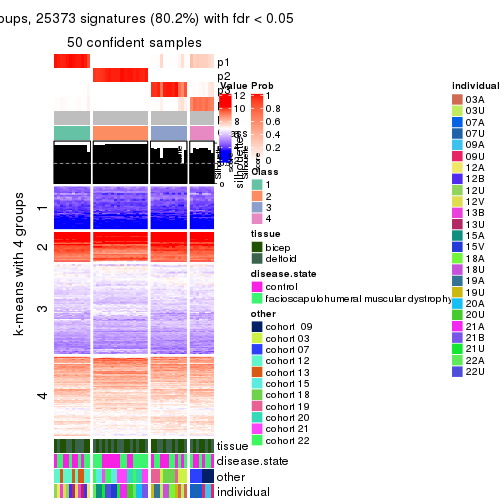 oups, 25373 signatures (80.2%) with fdr < 0.05
50 confident samples
p1
p2
p3
k-means with 4 groups
1
2
3
4
Value
12
10
8
6
Prob
1
0.8
0.6
0.4
0.2
0
Class
1
2
3
4
tissue
bicep
deltoid
disease.state
control
facioscapulohumeral muscular dystrophy
other
cohort 09
cohort 03
cohort 07
cohort 12
cohort 13
cohort 15
cohort 18
cohort 19
cohort 20
cohort 21
cohort 22
individual
03A
03U
07A
07U
09A
09U
12A
12B
12U
12V
13B
13U
15A
15V
18A
18U
19A
19U
20A
20U
21A
21B
21U
22A
22U
tissue
disease.state
other
individual